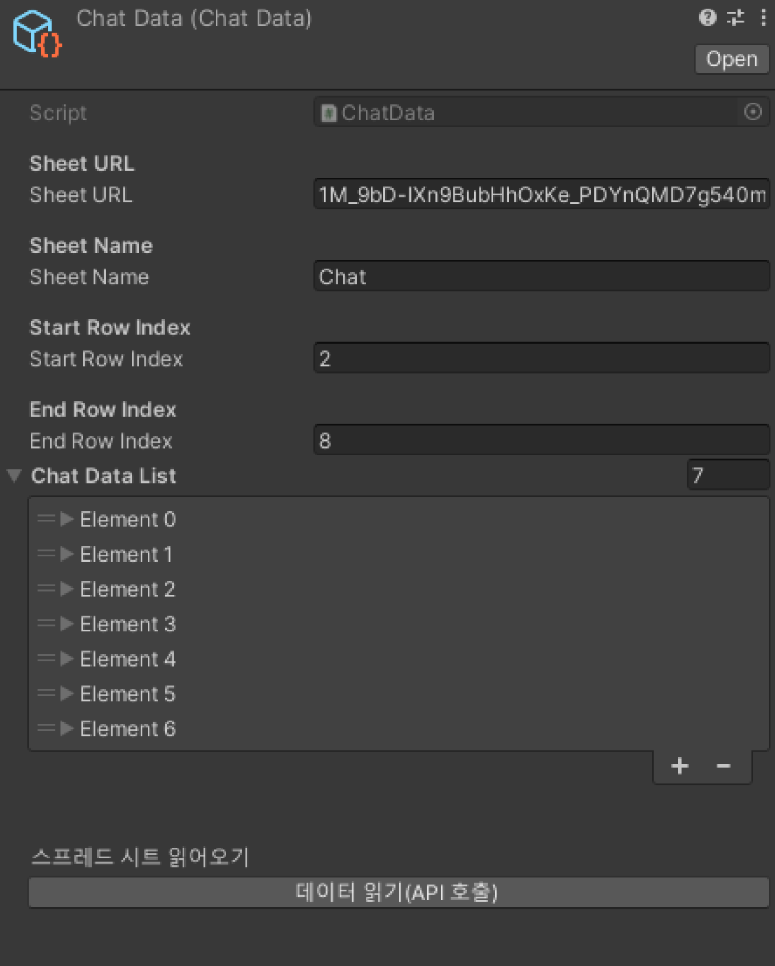 Chat Data (Chat Data)
Open
Script
ChatData
Sheet URL
Sheet URL
1M_9bD-IXn9BubHhOxKe_PDYnQMD7g540m
Sheet Name
Sheet Name
Chat
Start Row Index
Start Row Index
2
End Row Index
End Row Index
8
Chat Data List
7
Element 0
Element 1
Element 2
Element 3
Element 4
Element 5
Element 6
스프레드 시트 읽어오기
데이터 읽기(API 호출)